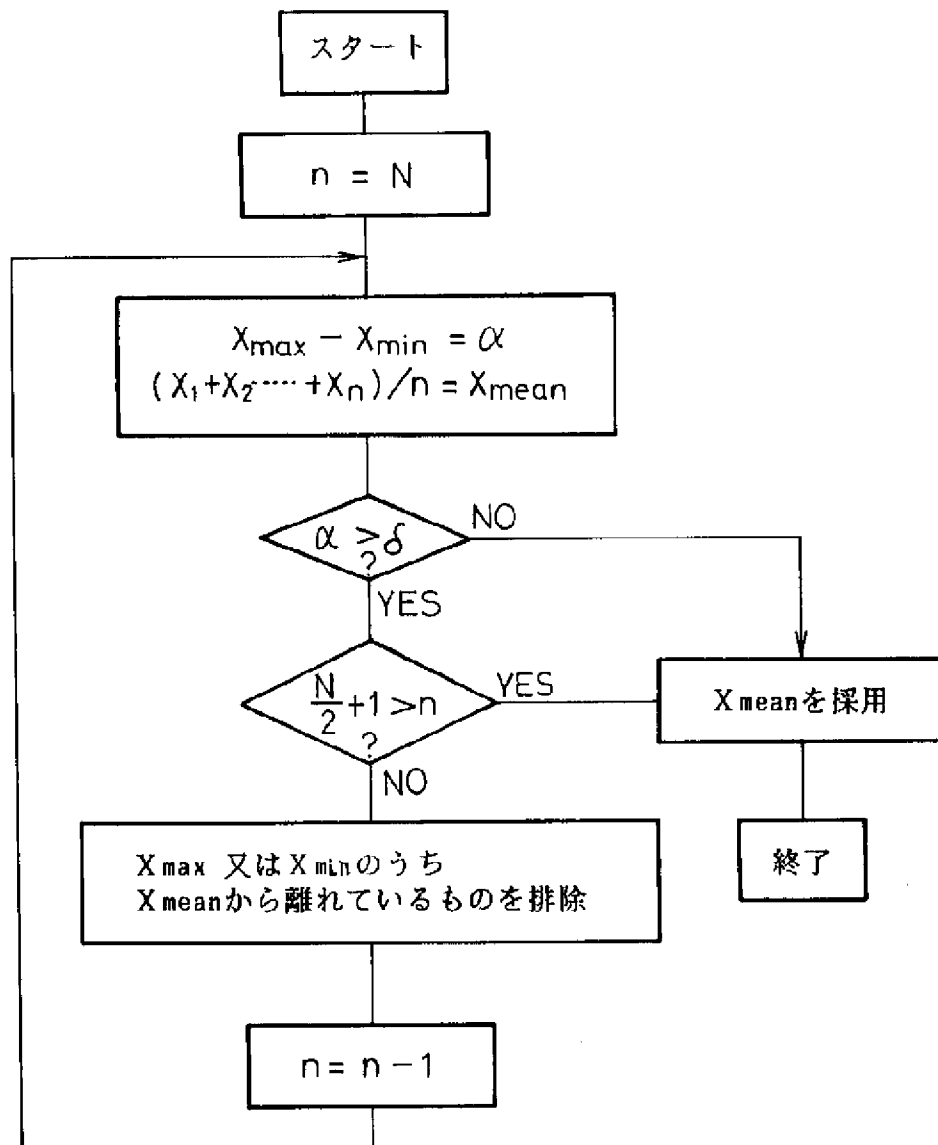 スタート
n = N
Xmax − Xmin = α
(X1+X2·····+Xn)/n = Xmean
α > δ
?
NO
YES
N/2 +1 > n
?
YES
NO
Xmeanを採用
終了
Xmax 又はXminのうち
Xmeanから離れているものを排除
n = n − 1